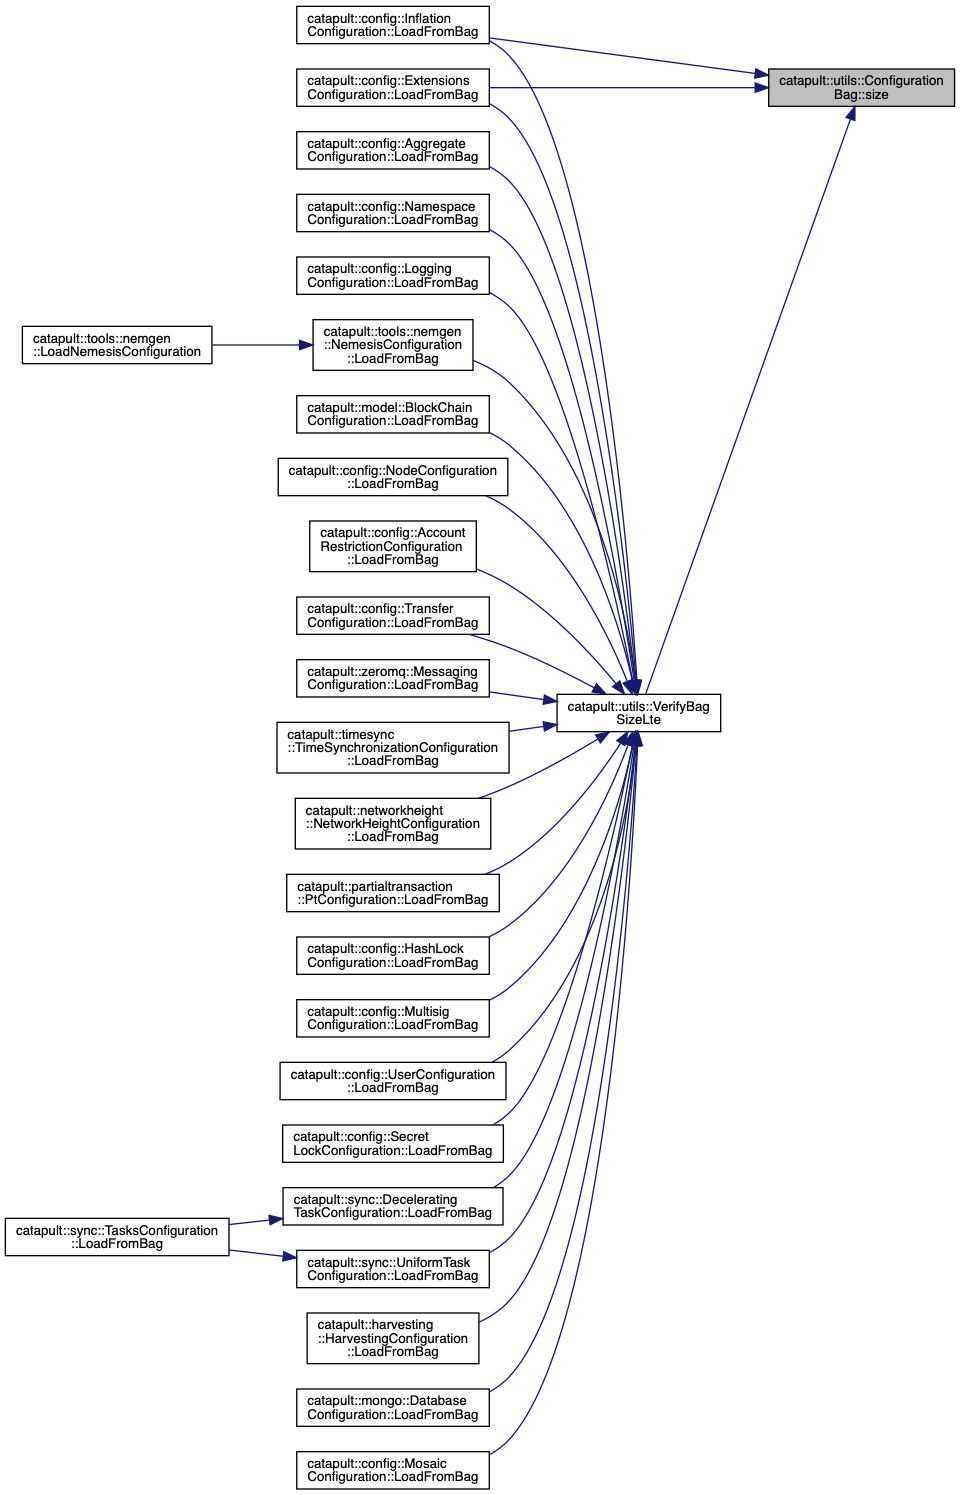 catapult::config::Inflation
Configuration::LoadFromBag
catapult::utils::Configuration
Bag::size
catapult::config::Extensions
Configuration::LoadFromBag
catapult::config::Aggregate
Configuration::LoadFromBag
catapult::config::Namespace
Configuration::LoadFromBag
catapult::config::Logging
Configuration::LoadFromBag
catapult::tools::nemgen
::LoadNemesisConfiguration
catapult::tools::nemgen
::NemesisConfiguration
::LoadFromBag
catapult::model::BlockChain
Configuration::LoadFromBag
catapult::config::NodeConfiguration
::LoadFromBag
catapult::config::Account
RestrictionConfiguration
::LoadFromBag
catapult::config::Transfer
Configuration::LoadFromBag
catapult::zeromq::Messaging
Configuration::LoadFromBag
catapult::utils::VerifyBag
SizeLte
catapult::timesync
::TimeSynchronizationConfiguration
::LoadFromBag
catapult::networkheight
::NetworkHeightConfiguration
::LoadFromBag
catapult::partialtransaction
::PtConfiguration::LoadFromBag
catapult::config::HashLock
Configuration::LoadFromBag
catapult::config::Multisig
Configuration::LoadFromBag
catapult::config::UserConfiguration
::LoadFromBag
catapult::config::Secret
LockConfiguration::LoadFromBag
catapult::sync::Decelerating
TaskConfiguration::LoadFromBag
catapult::sync::TasksConfiguration
::LoadFromBag
catapult::sync::UniformTask
Configuration::LoadFromBag
catapult::harvesting
::HarvestingConfiguration
::LoadFromBag
catapult::mongo::Database
Configuration::LoadFromBag
catapult::config::Mosaic
Configuration::LoadFromBag